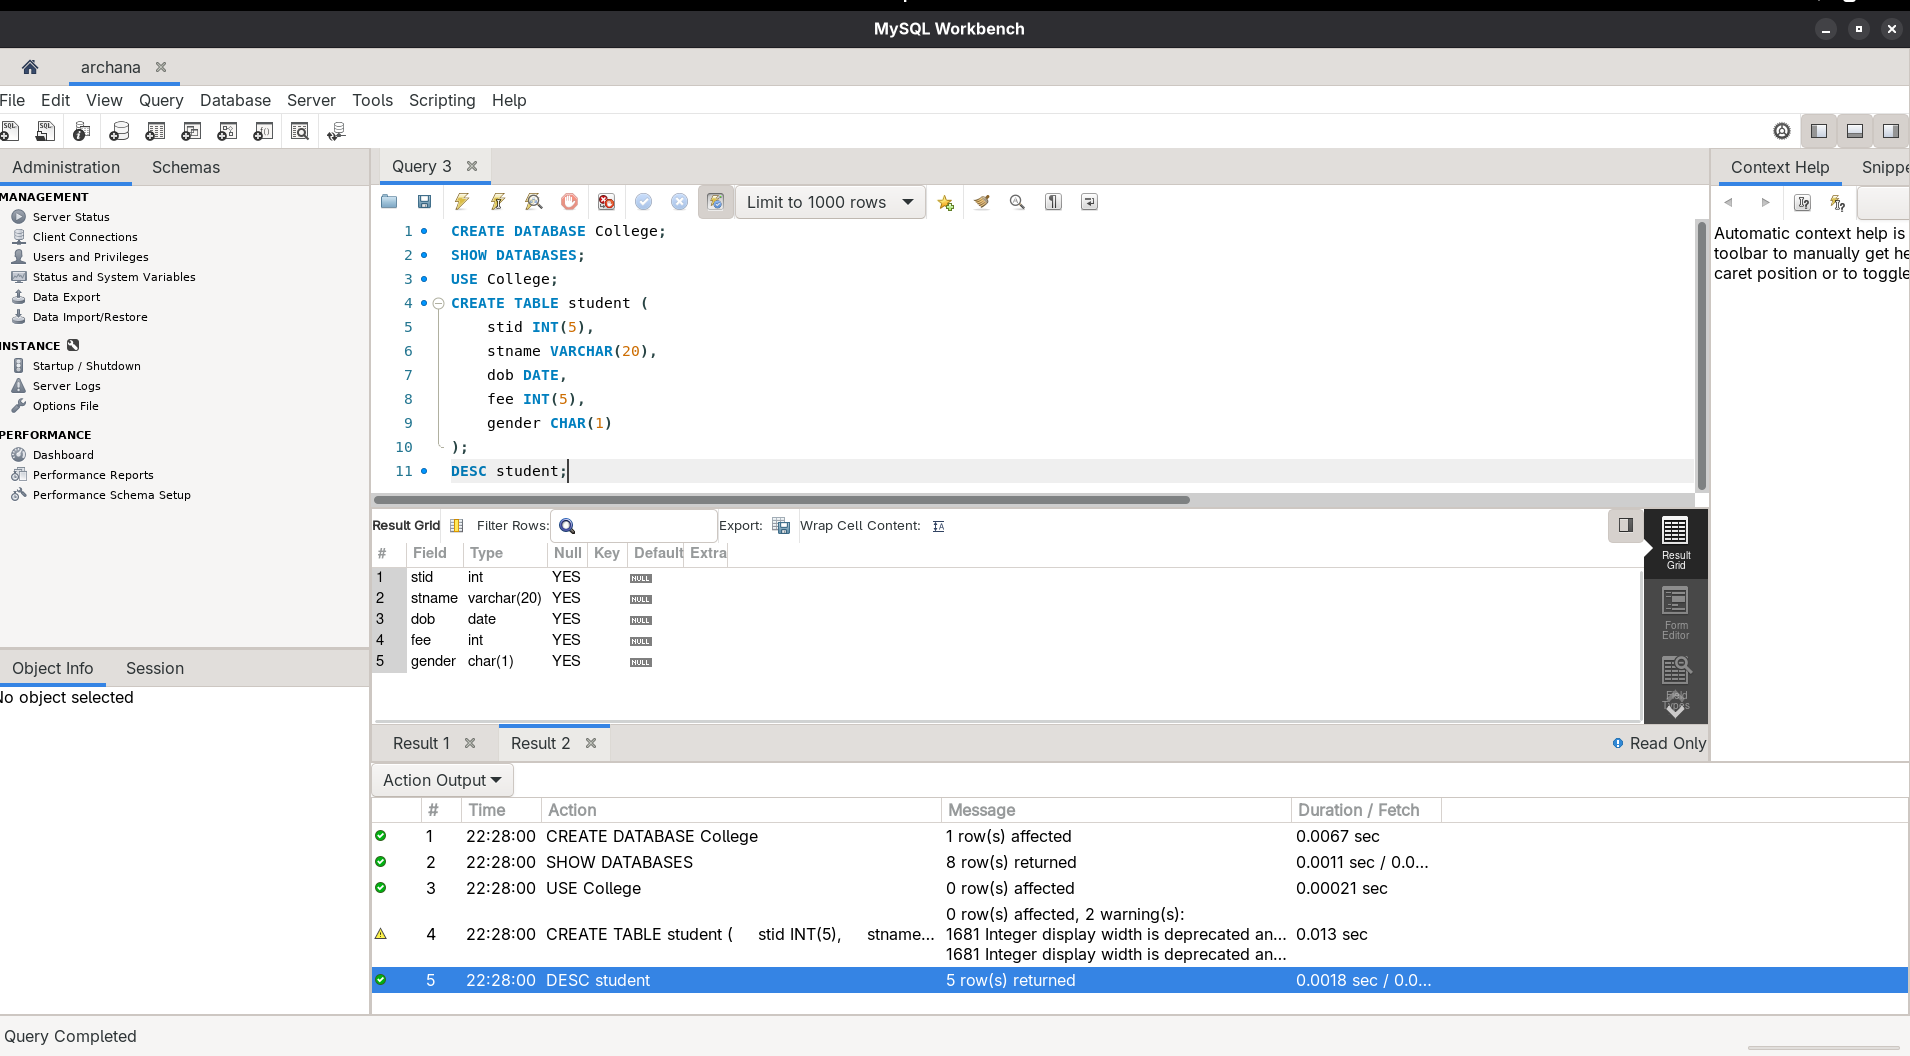 MySQL Workbench
archana
File Edit View Query Database Server Tools Scripting Help
Administration Schemas
MANAGEMENT
Server Status
Client Connections
Users and Privileges
Status and System Variables
Data Export
Data Import/Restore
INSTANCE
Startup / Shutdown
Server Logs
Options File
PERFORMANCE
Dashboard
Performance Reports
Performance Schema Setup
Object Info Session
No object selected
Query 3
Limit to 1000 rows
1 CREATE DATABASE College;
2 SHOW DATABASES;
3 USE College;
4 CREATE TABLE student (
5 stid INT(5),
6 stname VARCHAR(20),
7 dob DATE,
8 fee INT(5),
9 gender CHAR(1)
10 );
11 DESC student;
Result Grid Filter Rows: Export: Wrap Cell Content:
# Field Type Null Key Default Extra
1 stid int YES NULL
2 stname varchar(20) YES NULL
3 dob date YES NULL
4 fee int YES NULL
5 gender char(1) YES NULL
Result
Grid
Form
Editor
Field
Types
Result 1 Result 2 Read Only
Context Help Snippe
Automatic context help is
toolbar to manually get he
caret position or to toggle
Action Output
# Time Action Message Duration / Fetch
1 22:28:00 CREATE DATABASE College 1 row(s) affected 0.0067 sec
2 22:28:00 SHOW DATABASES 8 row(s) returned 0.0011 sec / 0.0...
3 22:28:00 USE College 0 row(s) affected 0.00021 sec
0 row(s) affected, 2 warning(s):
4 22:28:00 CREATE TABLE student ( stid INT(5), stname... 1681 Integer display width is deprecated an... 0.013 sec
1681 Integer display width is deprecated an...
5 22:28:00 DESC student 5 row(s) returned 0.0018 sec / 0.0...
Query Completed